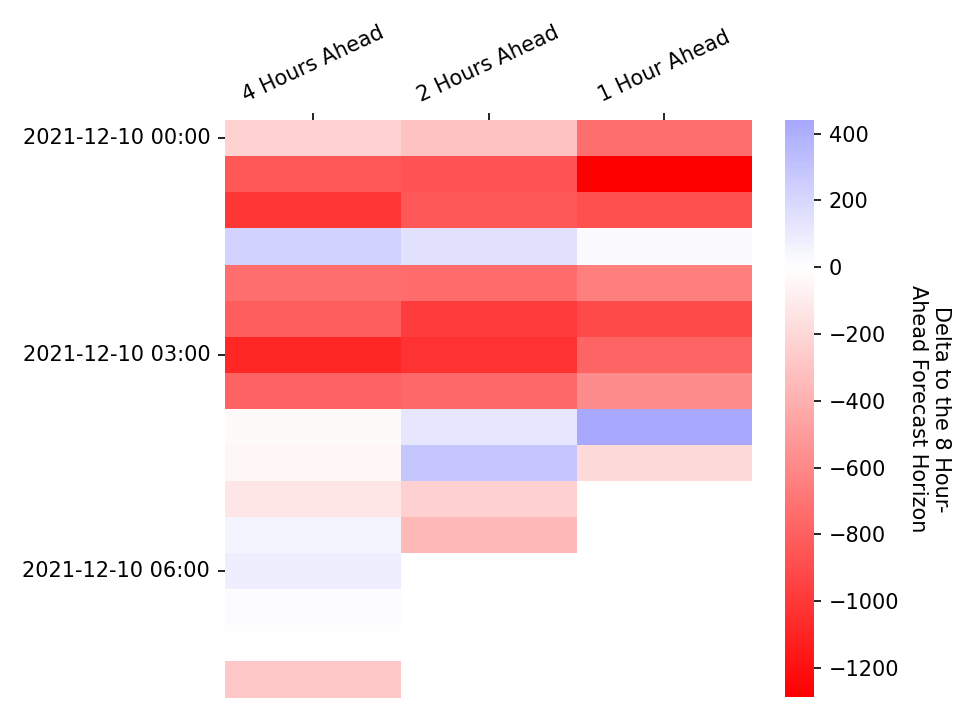 4 Hours Ahead
2 Hours Ahead
1 Hour Ahead
2021-12-10 00:00
2021-12-10 03:00
2021-12-10 06:00
400
200
0
−200
−400
−600
−800
−1000
−1200
Delta to the 8 Hour-
Ahead Forecast Horizon